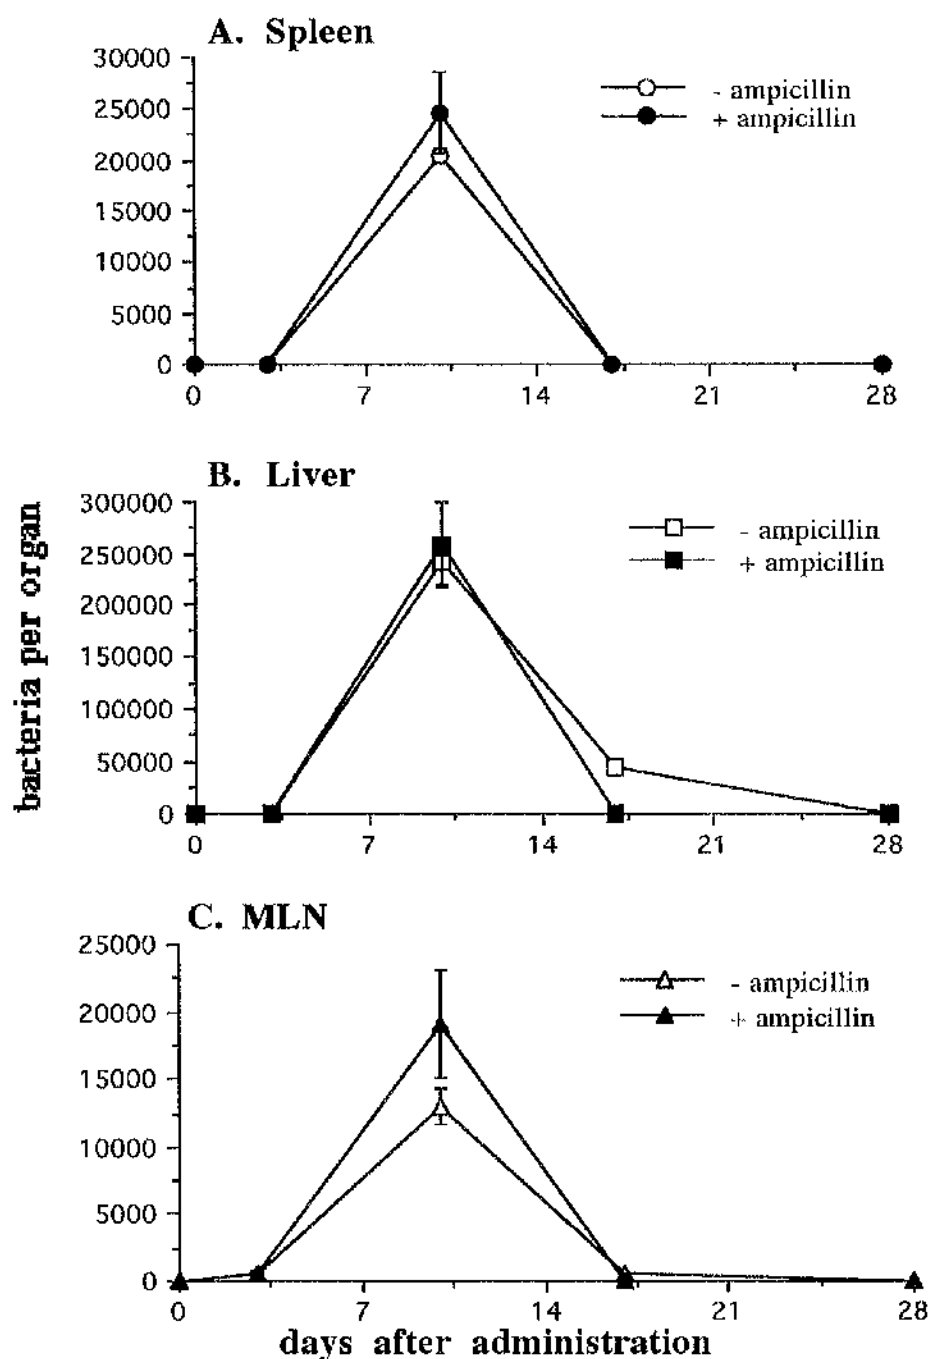 A. Spleen
30000
25000
20000
15000
10000
5000
0
- ampicillin
+ ampicillin
0 7 14 21 28
B. Liver
300000
250000
200000
150000
100000
50000
0
- ampicillin
+ ampicillin
0 7 14 21 28
bacteria per organ
C. MLN
25000
20000
15000
10000
5000
0
- ampicillin
+ ampicillin
0 7 14 21 28
days after administration